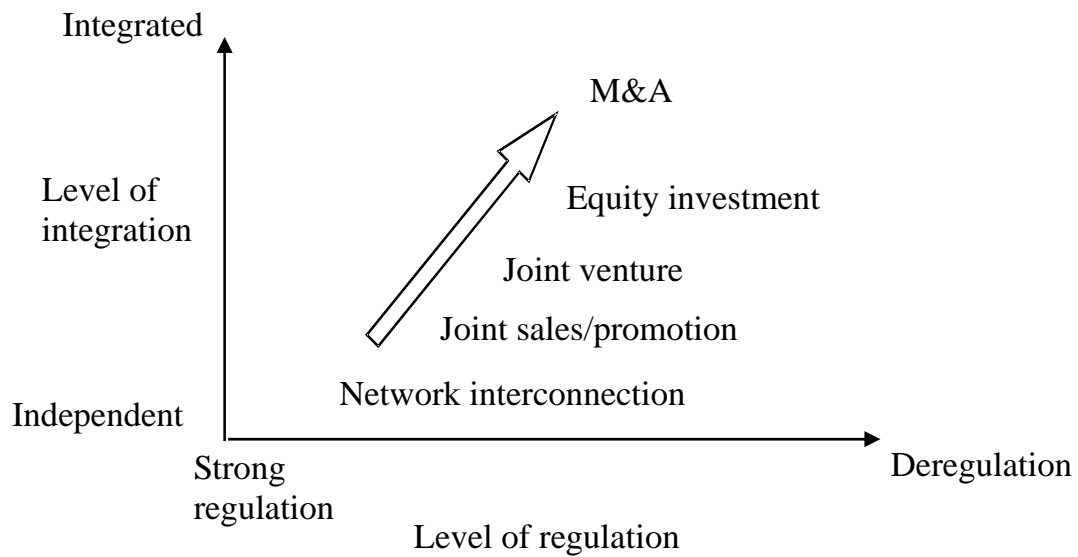 Integrated
M&A
Level of
integration
Equity investment
Joint venture
Joint sales/promotion
Network interconnection
Independent
Strong
regulation
Deregulation
Level of regulation